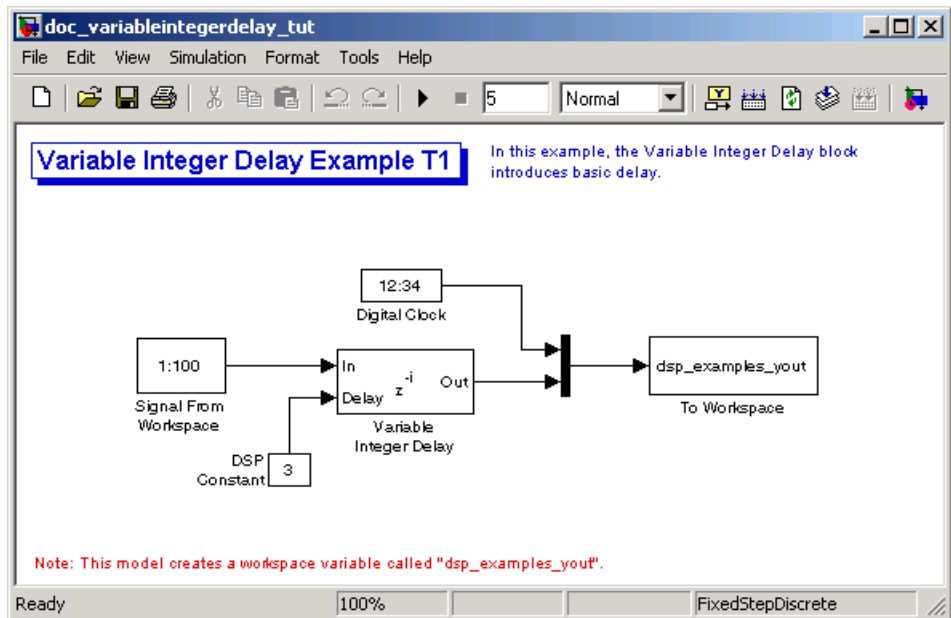 doc_variableintegerdelay_tut
File Edit View Simulation Format Tools Help
5 Normal
Variable Integer Delay Example T1
In this example, the Variable Integer Delay block
introduces basic delay.
12:34
Digital Clock
1:100
Signal From
Workspace
In
Delay
z
-i
Out
Variable
Integer Delay
DSP
Constant
3
dsp_examples_yout
To Workspace
Note: This model creates a workspace variable called "dsp_examples_yout".
Ready 100% FixedStepDiscrete